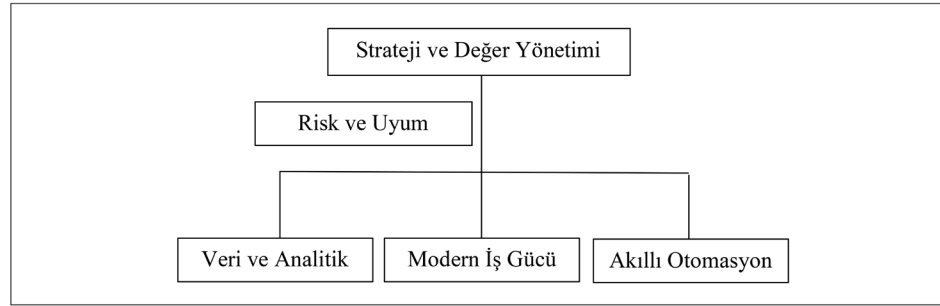 Strateji ve Değer Yönetimi
Risk ve Uyum
Veri ve Analitik
Modern İş Gücü
Akıllı Otomasyon